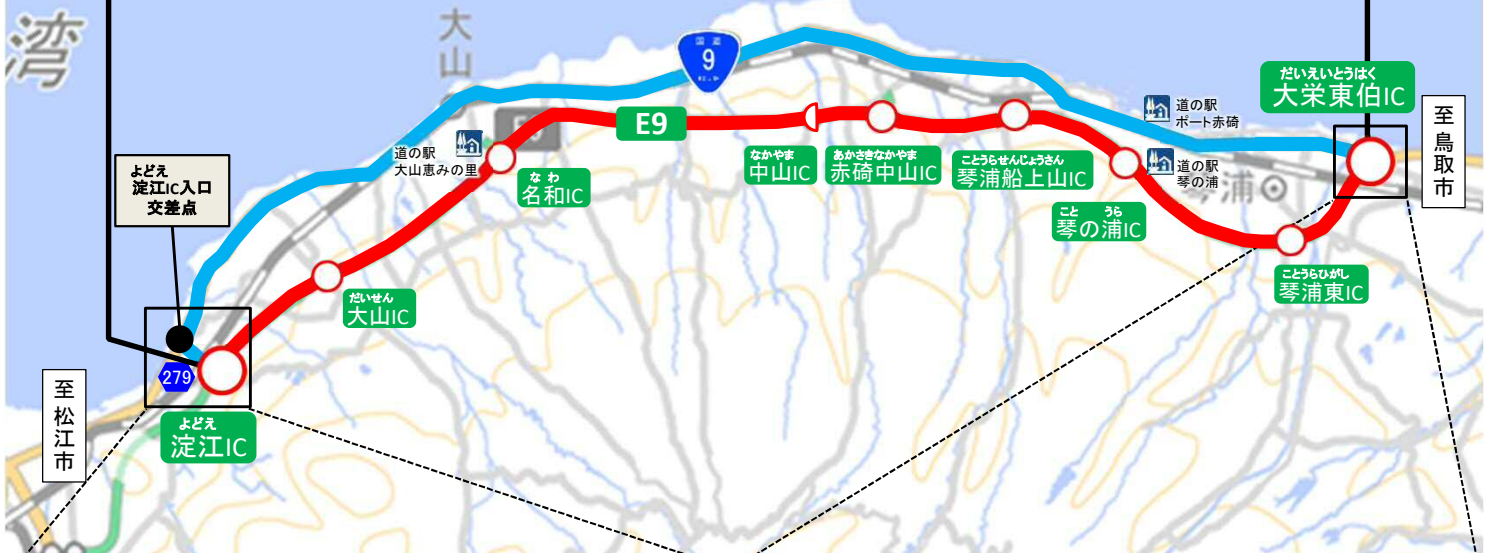 湾
大
山
国道
9
E9
だいえいとうはく
大栄東伯IC
至鳥取市
道の駅
ポート赤碕
道の駅
大山恵みの里
なかやま
中山IC
あかさきなかやま
赤碕中山IC
ことうらせんじょうさん
琴浦船上山IC
道の駅
琴の浦
琴浦
よどえ
淀江IC入口
交差点
なわ
名和IC
こと うら
琴の浦IC
ことうらひがし
琴浦東IC
だいせん
大山IC
279
至松江市
よどえ
淀江IC